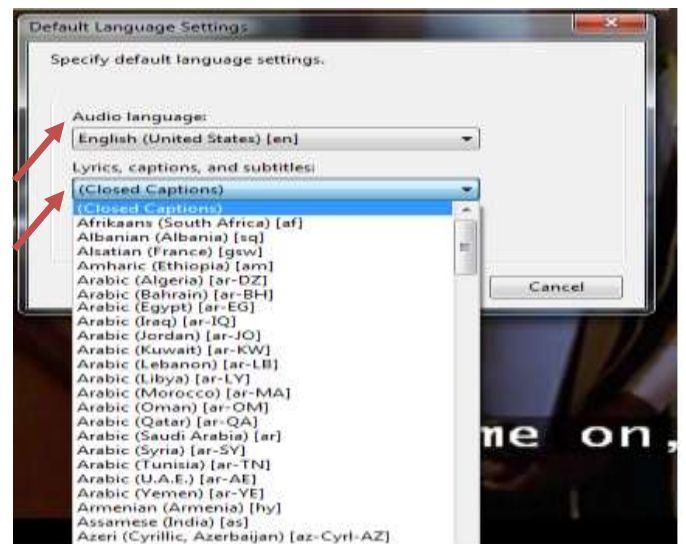 Default Language Settings
Specify default language settings.
Audio language:
English (United States) [en]
Lyrics, captions, and subtitles:
(Closed Captions)
(Closed Captions)
Afrikaans (South Africa) [af]
Albanian (Albania) [sq]
Alsatian (France) [gsw]
Amharic (Ethiopia) [am]
Arabic (Algeria) [ar-DZ]
Arabic (Bahrain) [ar-BH]
Cancel
Arabic (Egypt) [ar-EG]
Arabic (Iraq) [ar-IQ]
Arabic (Jordan) [ar-JO]
Arabic (Kuwait) [ar-KW]
Arabic (Lebanon) [ar-LB]
Arabic (Libya) [ar-LY]
Arabic (Morocco) [ar-MA]
Arabic (Oman) [ar-OM]
Arabic (Qatar) [ar-QA]
Arabic (Saudi Arabia) [ar]
Arabic (Syria) [ar-SY]
Arabic (Tunisia) [ar-TN]
Arabic (U.A.E.) [ar-AE]
Arabic (Yemen) [ar-YE]
Armenian (Armenia) [hy]
Assamese (India) [as]
Azeri (Cyrillic, Azerbaijan) [az-Cyrl-AZ]
me on,